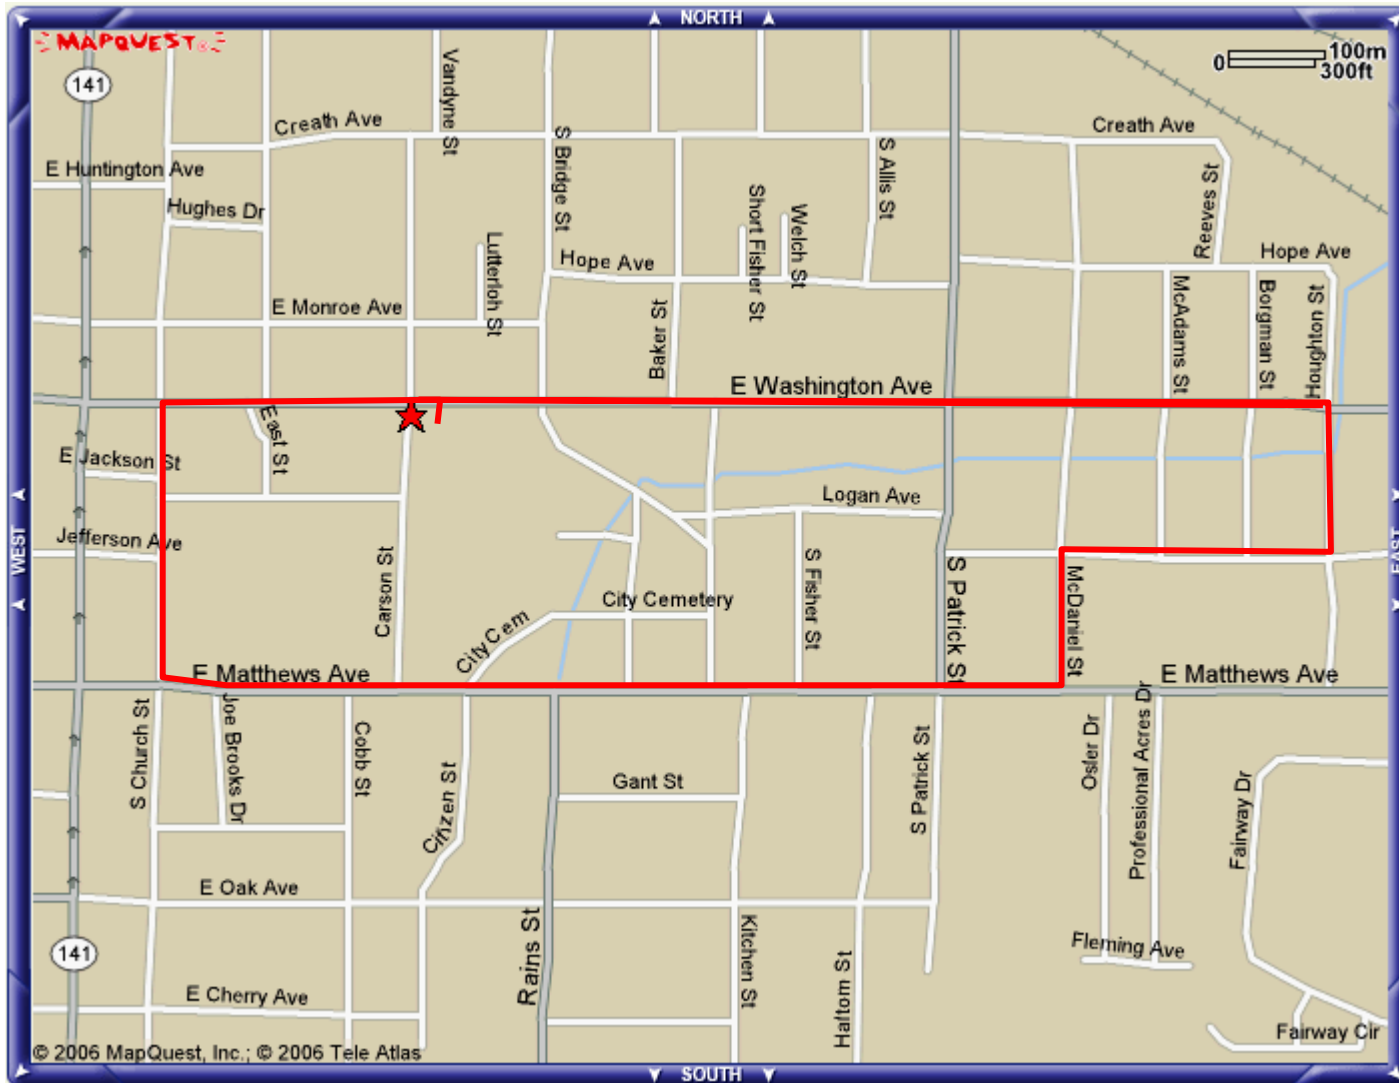 NORTH
MAPQUEST
141
100m
0
300ft
Vandyne St
Creath Ave
S Bridge St
S Allis St
Creath Ave
E Huntington Ave
Reeves St
Hughes Dr
Short Fisher St
Welch St
Lutterloh St
Hope Ave
Hope Ave
E Monroe Ave
Baker St
McAdams St
Borgman St
Houghton St
E Washington Ave
East St
E Jackson St
Logan Ave
WEST
EAST
Jefferson Ave
Carson St
S Fisher St
S Patrick St
McDaniel St
City Cemetery
City Cem
E Matthews Ave
E Matthews Ave
S Church St
Joe Brooks Dr
Cobb St
Citizen St
Gant St
S Patrick St
Osler Dr
Professional Acres Dr
Fairway Dr
E Oak Ave
Rains St
Kitchen St
Haltom St
Fleming Ave
141
E Cherry Ave
Fairway Cir
© 2006 MapQuest, Inc.; © 2006 Tele Atlas
SOUTH